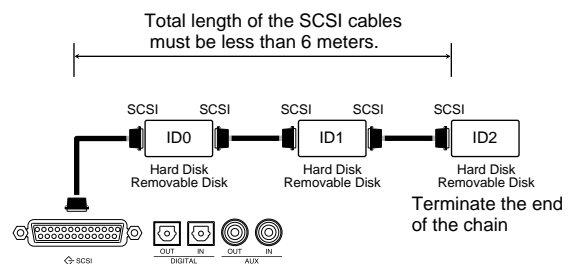 Total length of the SCSI cables
must be less than 6 meters.
SCSI SCSI SCSI SCSI SCSI
ID0 ID1 ID2
Hard Disk Hard Disk Hard Disk
Removable Disk Removable Disk Removable Disk
Terminate the end
of the chain
SCSI OUT IN OUT IN
DIGITAL AUX